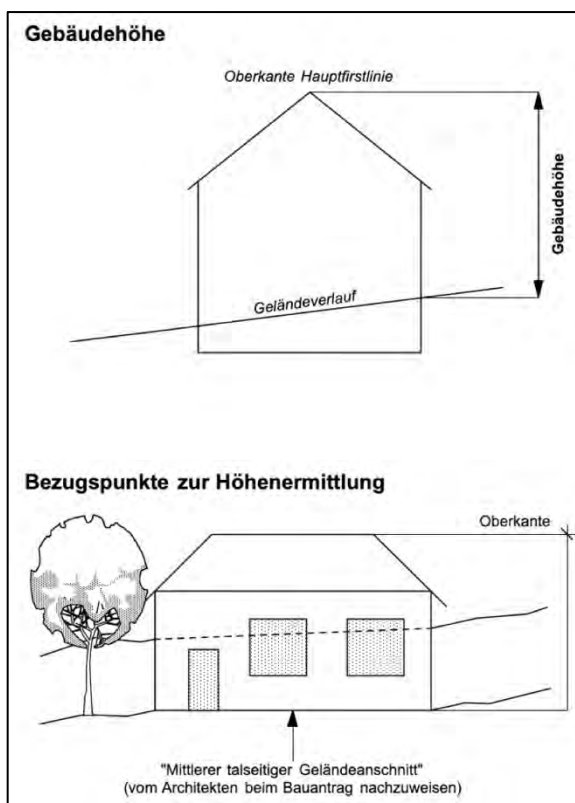 Gebäudehöhe
Oberkante Hauptfirstlinie
Gebäudehöhe
Geländeverlauf
Bezugspunkte zur Höhenermittlung
Oberkante
"Mittlerer talseitiger Geländeanschnitt"
(vom Architekten beim Bauantrag nachzuweisen)